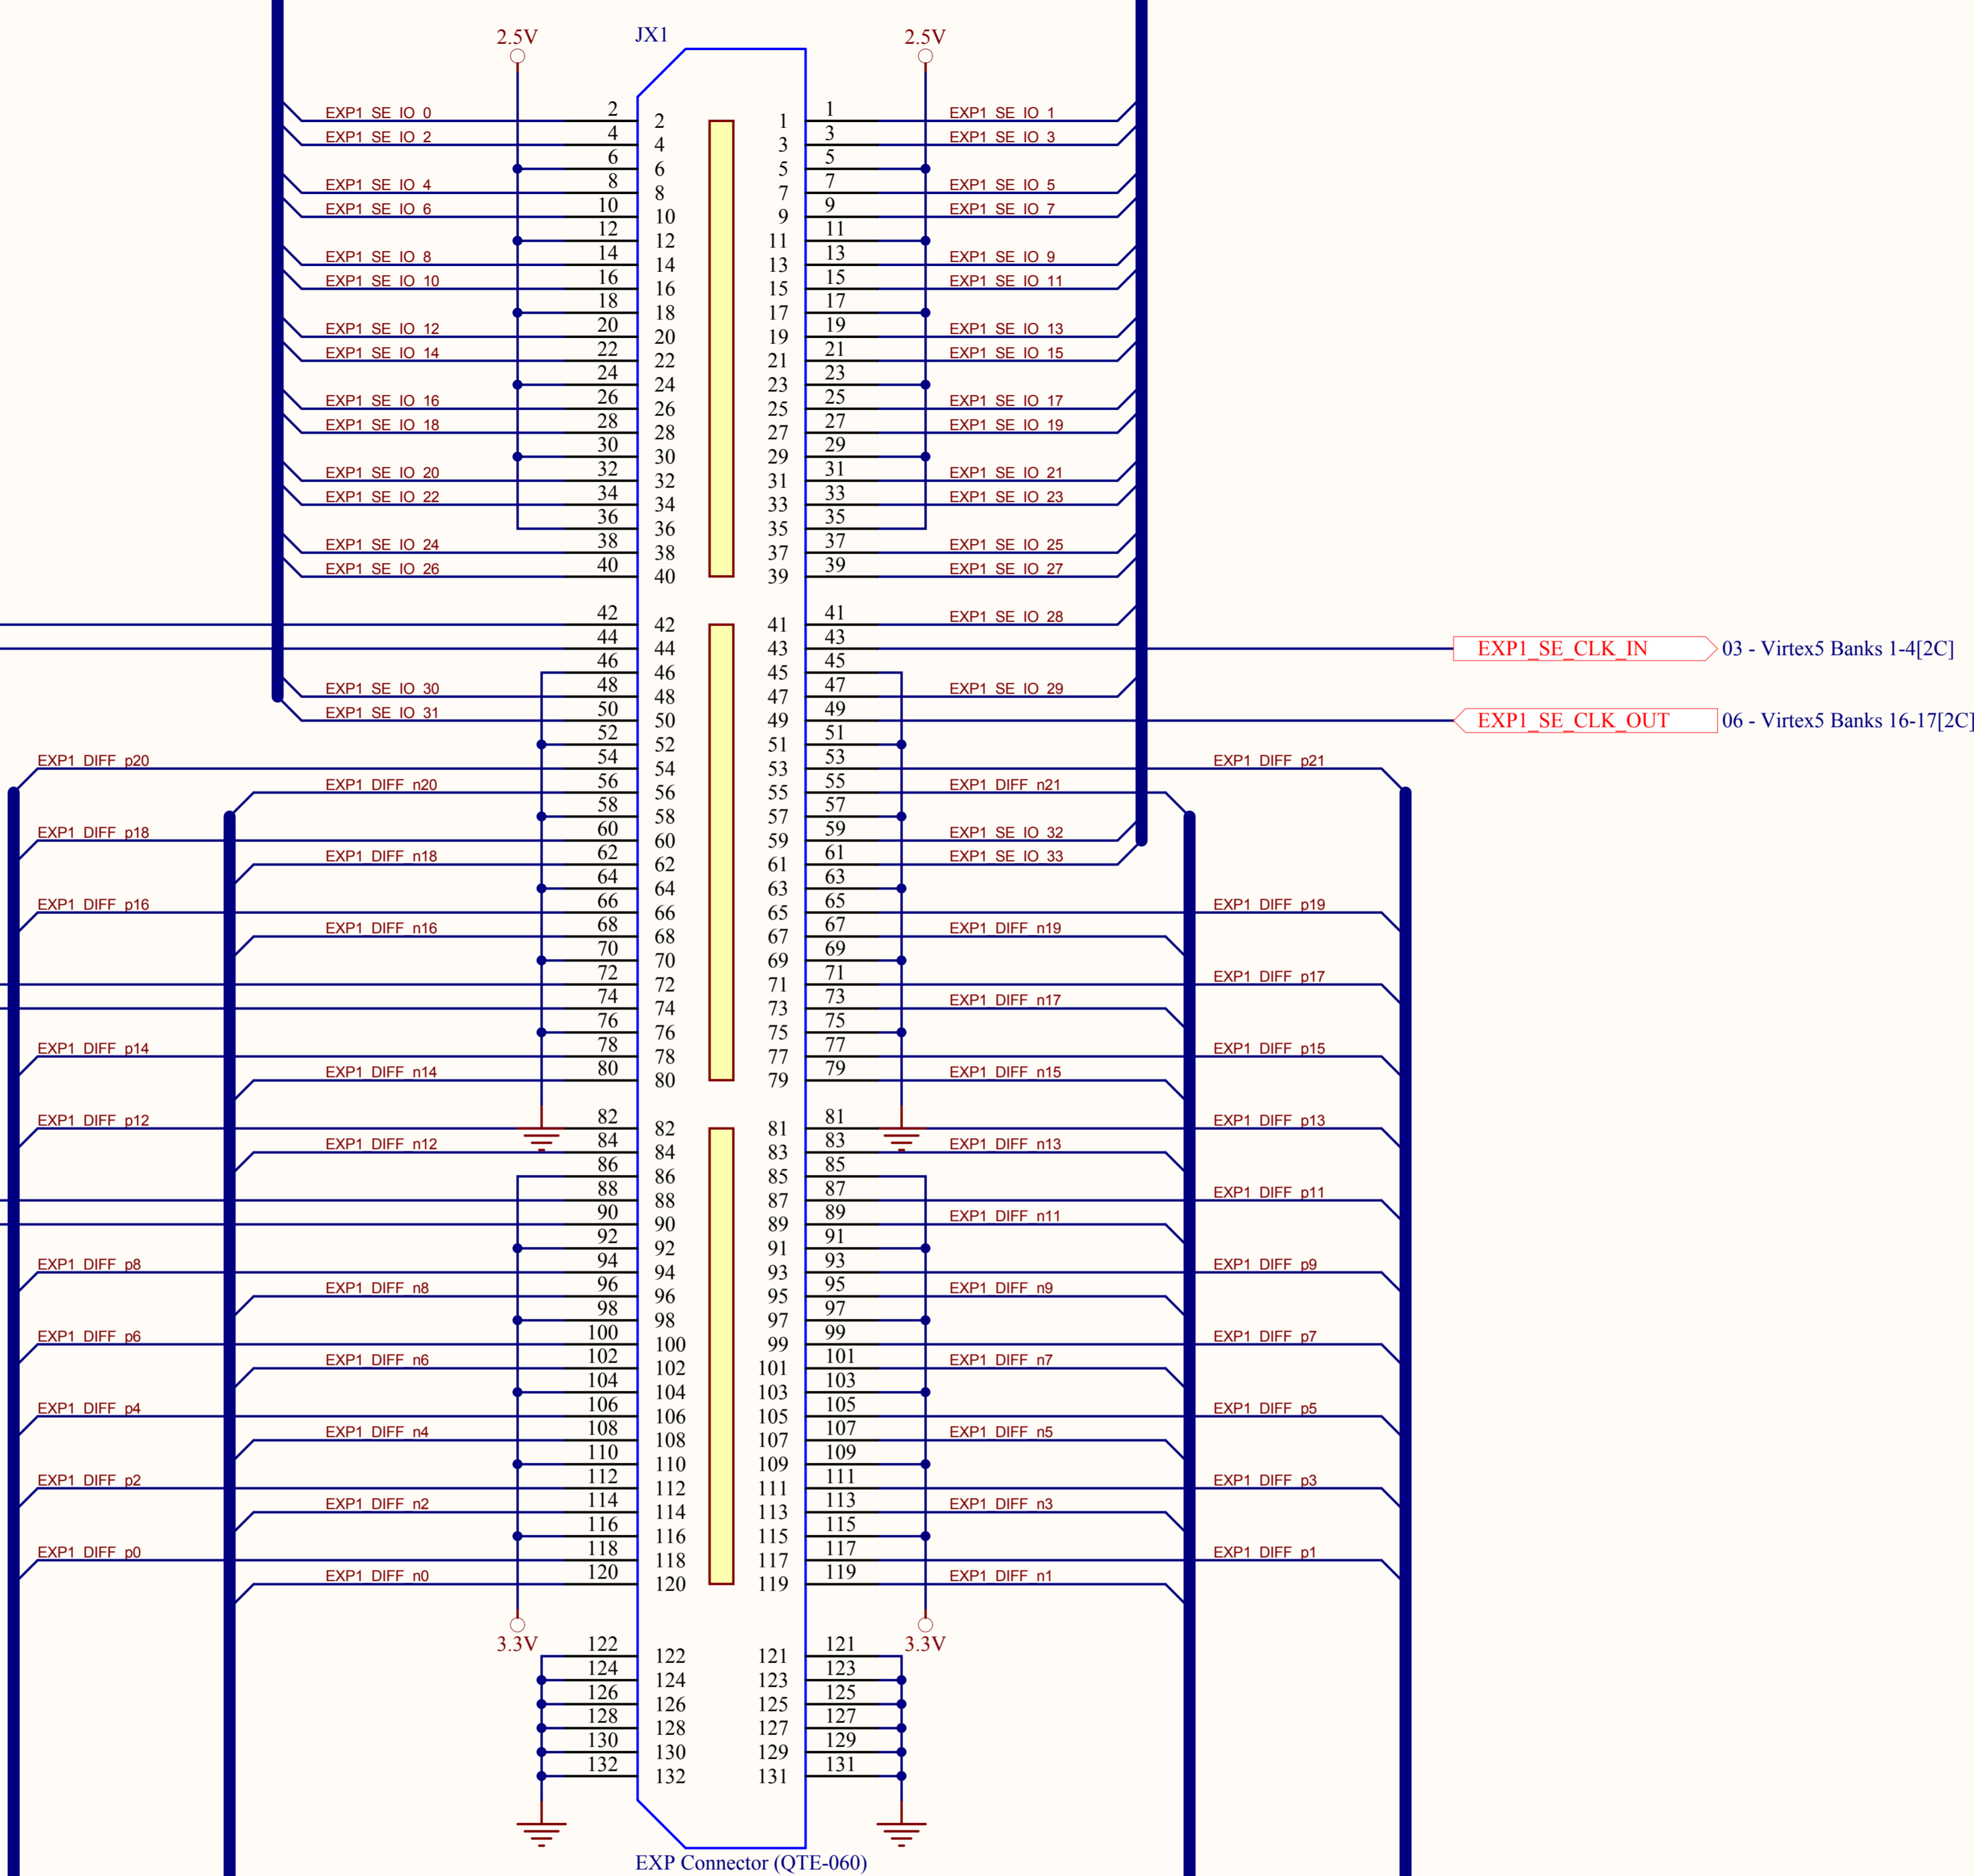 2.5V JX1 2.5V
EXP1_SE_IO_0 2 2 1 1 EXP1_SE_IO_1
EXP1_SE_IO_2 4 4 3 3 EXP1_SE_IO_3
6 6 5 5
EXP1_SE_IO_4 8 8 7 7 EXP1_SE_IO_5
EXP1_SE_IO_6 10 10 9 9 EXP1_SE_IO_7
12 12 11 11
EXP1_SE_IO_8 14 14 13 13 EXP1_SE_IO_9
EXP1_SE_IO_10 16 16 15 15 EXP1_SE_IO_11
18 18 17 17
EXP1_SE_IO_12 20 20 19 19 EXP1_SE_IO_13
EXP1_SE_IO_14 22 22 21 21 EXP1_SE_IO_15
24 24 23 23
EXP1_SE_IO_16 26 26 25 25 EXP1_SE_IO_17
EXP1_SE_IO_18 28 28 27 27 EXP1_SE_IO_19
30 30 29 29
EXP1_SE_IO_20 32 32 31 31 EXP1_SE_IO_21
EXP1_SE_IO_22 34 34 33 33 EXP1_SE_IO_23
36 36 35 35
EXP1_SE_IO_24 38 38 37 37 EXP1_SE_IO_25
EXP1_SE_IO_26 40 40 39 39 EXP1_SE_IO_27
42 42 41 41 EXP1_SE_IO_28
44 44 43 43 EXP1_SE_CLK_IN 03 - Virtex5 Banks 1-4[2C]
46 46 45 45
EXP1_SE_IO_30 48 48 47 47 EXP1_SE_IO_29
EXP1_SE_IO_31 50 50 49 49 EXP1_SE_CLK_OUT 06 - Virtex5 Banks 16-17[2C]
52 52 51 51
EXP1_DIFF_p20 54 54 53 53 EXP1_DIFF_p21
EXP1_DIFF_n20 56 56 55 55 EXP1_DIFF_n21
58 58 57 57
EXP1_DIFF_p18 60 60 59 59 EXP1_SE_IO_32
EXP1_DIFF_n18 62 62 61 61 EXP1_SE_IO_33
64 64 63 63
EXP1_DIFF_p16 66 66 65 65 EXP1_DIFF_p19
EXP1_DIFF_n16 68 68 67 67 EXP1_DIFF_n19
70 70 69 69
72 72 71 71 EXP1_DIFF_p17
74 74 73 73 EXP1_DIFF_n17
76 76 75 75
EXP1_DIFF_p14 78 78 77 77 EXP1_DIFF_p15
EXP1_DIFF_n14 80 80 79 79 EXP1_DIFF_n15
EXP1_DIFF_p12 82 82 81 81 EXP1_DIFF_p13
EXP1_DIFF_n12 84 84 83 83 EXP1_DIFF_n13
86 86 85 85
88 88 87 87 EXP1_DIFF_p11
90 90 89 89 EXP1_DIFF_n11
92 92 91 91
EXP1_DIFF_p8 94 94 93 93 EXP1_DIFF_p9
EXP1_DIFF_n8 96 96 95 95 EXP1_DIFF_n9
98 98 97 97
EXP1_DIFF_p6 100 100 99 99 EXP1_DIFF_p7
EXP1_DIFF_n6 102 102 101 101 EXP1_DIFF_n7
104 104 103 103
EXP1_DIFF_p4 106 106 105 105 EXP1_DIFF_p5
EXP1_DIFF_n4 108 108 107 107 EXP1_DIFF_n5
110 110 109 109
EXP1_DIFF_p2 112 112 111 111 EXP1_DIFF_p3
EXP1_DIFF_n2 114 114 113 113 EXP1_DIFF_n3
116 116 115 115
EXP1_DIFF_p0 118 118 117 117 EXP1_DIFF_p1
EXP1_DIFF_n0 120 120 119 119 EXP1_DIFF_n1
3.3V 3.3V
122 122 121 121
124 124 123 123
126 126 125 125
128 128 127 127
130 130 129 129
132 132 131 131
EXP Connector (QTE-060)